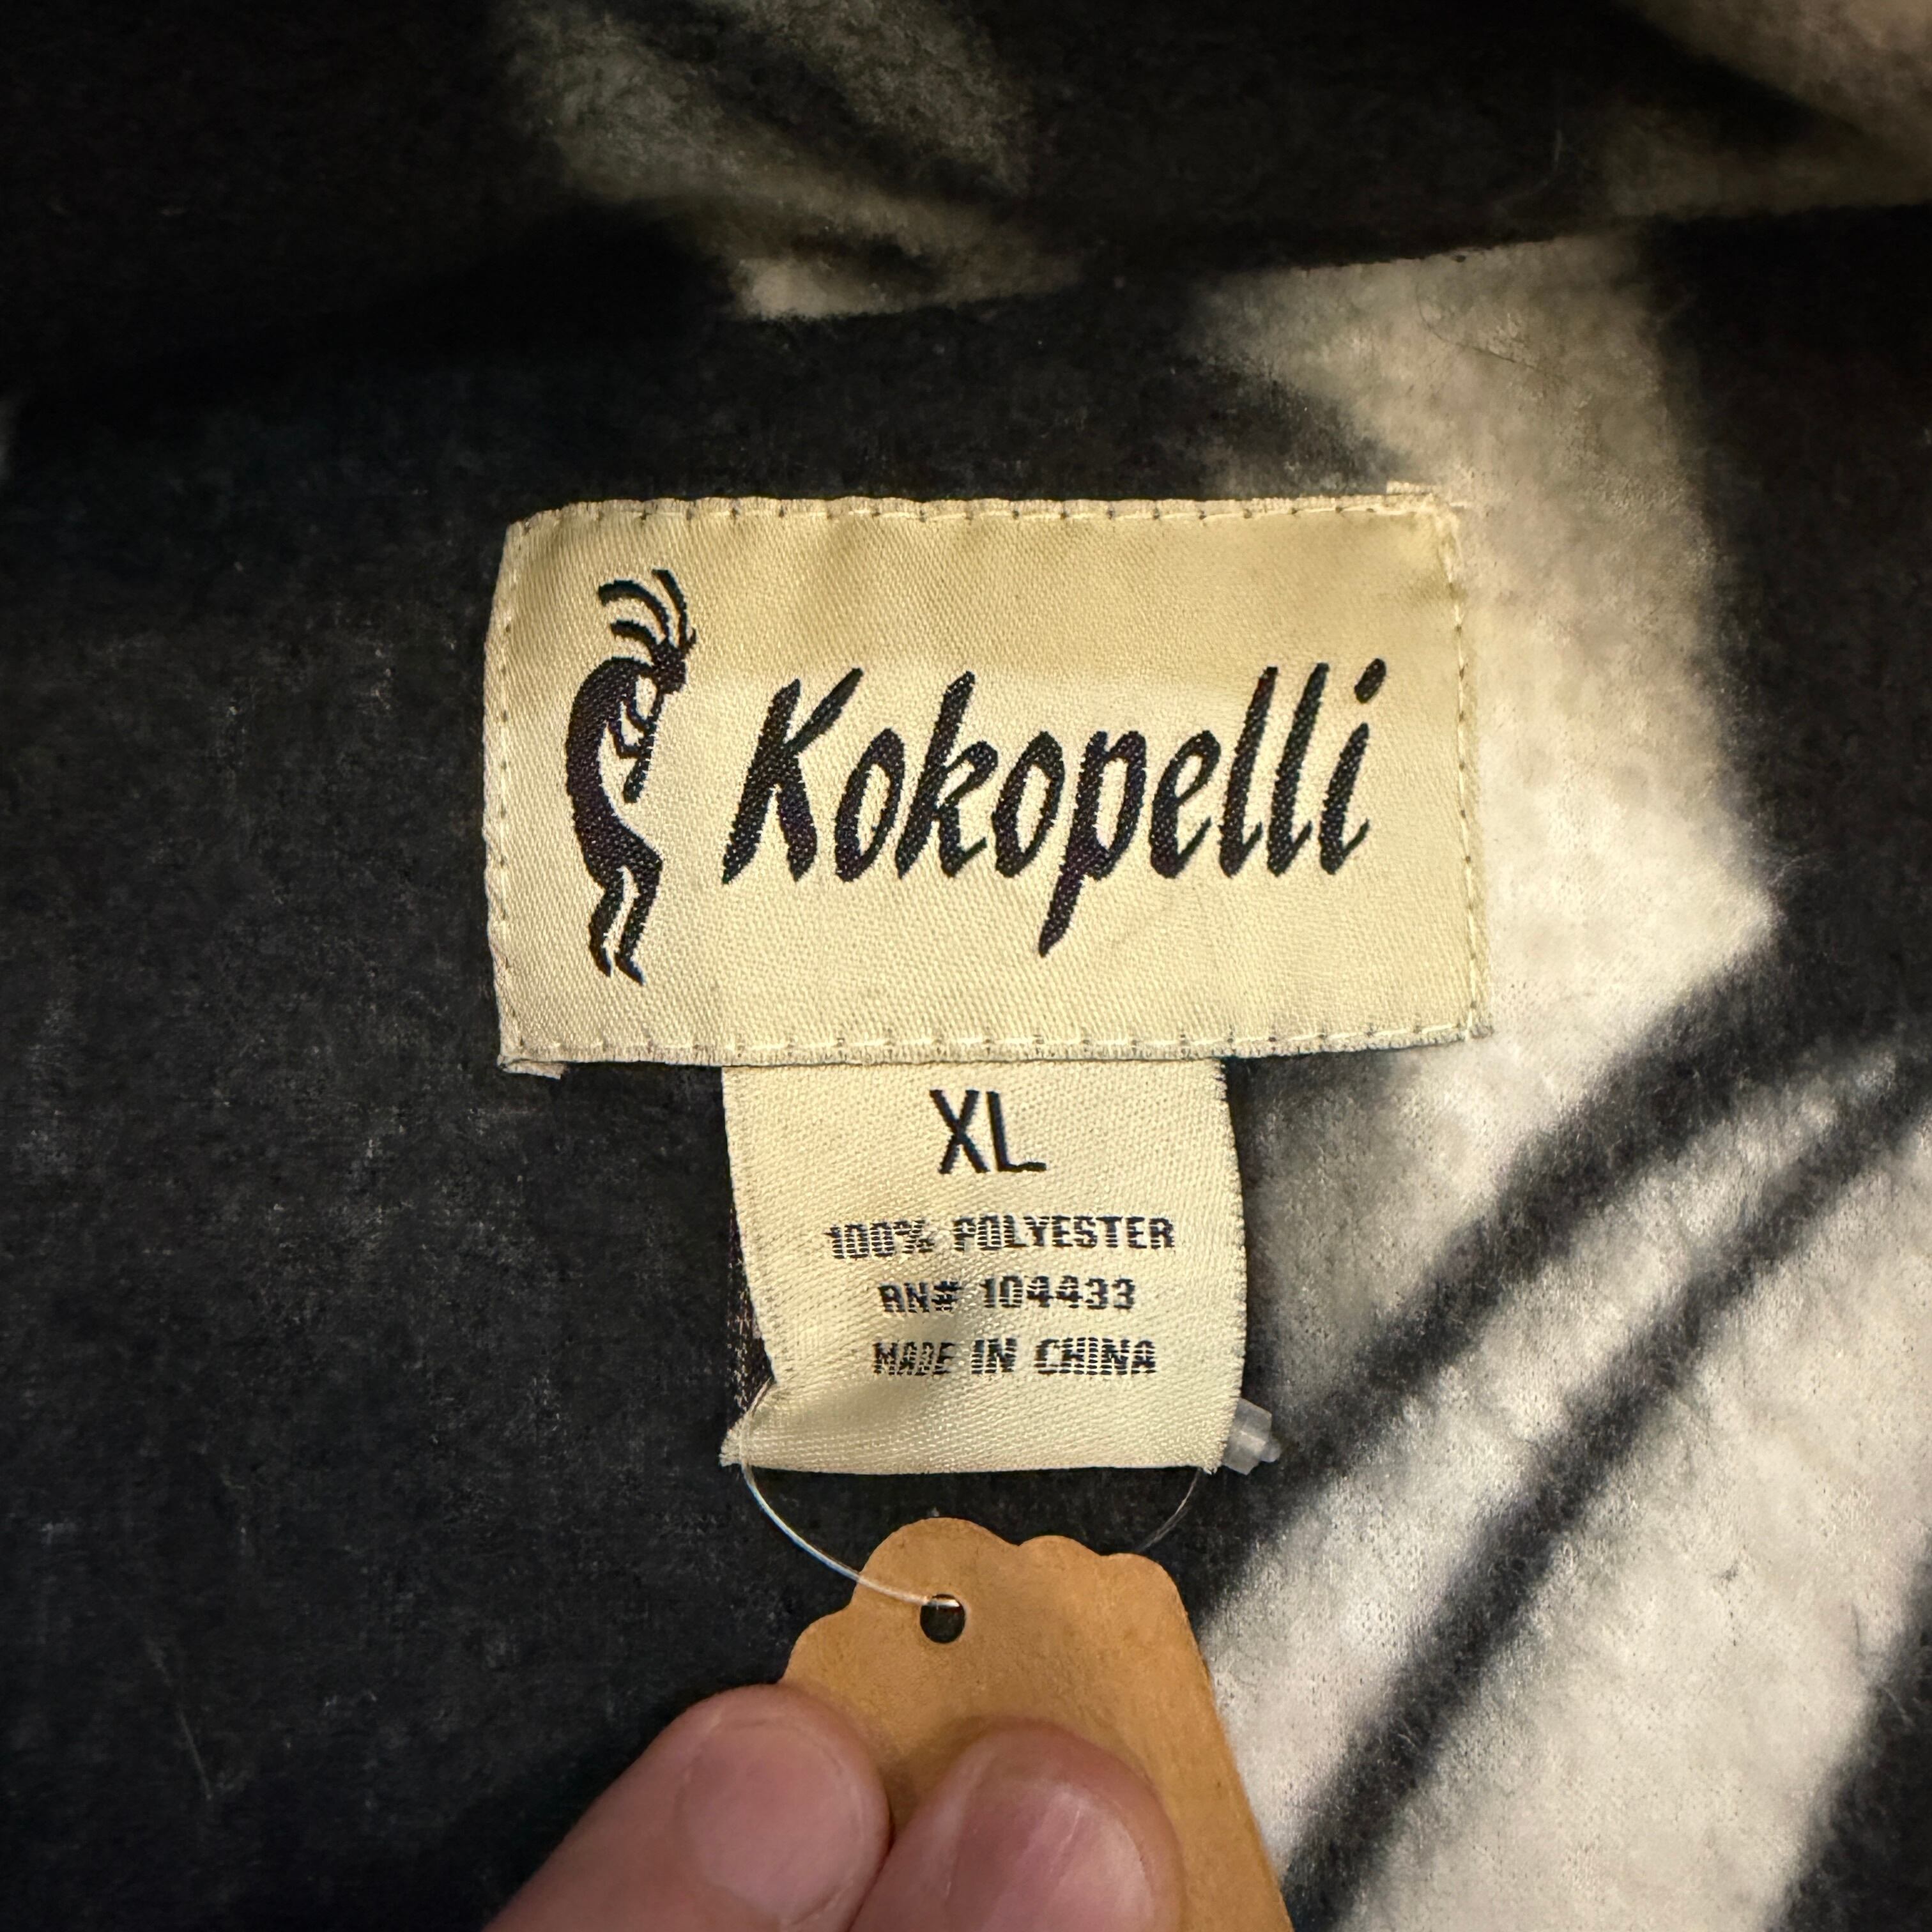 Kokopelli
XL
100% POLYESTER
RN# 104433
MADE IN CHINA